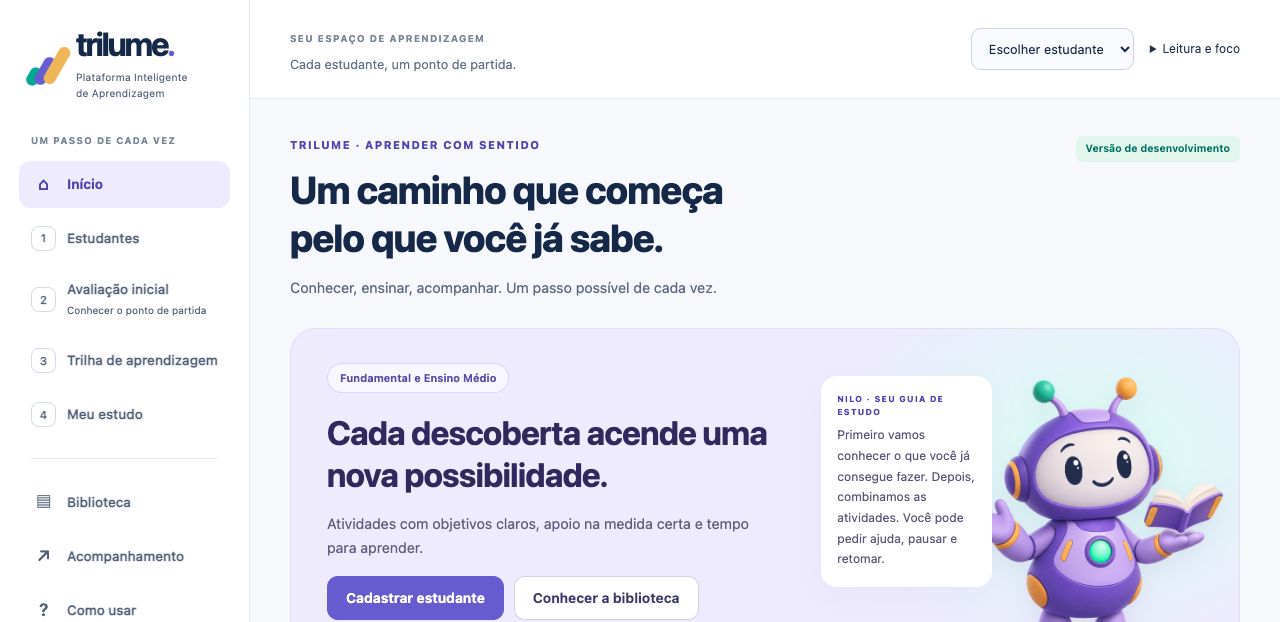 trilume.
Plataforma Inteligente
de Aprendizagem
UM PASSO DE CADA VEZ
Início
1 Estudantes
2 Avaliação inicial
Conhecer o ponto de partida
3 Trilha de aprendizagem
4 Meu estudo
Biblioteca
Acompanhamento
? Como usar
SEU ESPAÇO DE APRENDIZAGEM
Cada estudante, um ponto de partida.
Escolher estudante
Leitura e foco
TRILUME · APRENDER COM SENTIDO
Versão de desenvolvimento
Um caminho que começa
pelo que você já sabe.
Conhecer, ensinar, acompanhar. Um passo possível de cada vez.
Fundamental e Ensino Médio
Cada descoberta acende uma
nova possibilidade.
Atividades com objetivos claros, apoio na medida certa e tempo
para aprender.
Cadastrar estudante
Conhecer a biblioteca
NILO · SEU GUIA DE
ESTUDO
Primeiro vamos
conhecer o que você já
consegue fazer. Depois,
combinamos as
atividades. Você pode
pedir ajuda, pausar e
retomar.